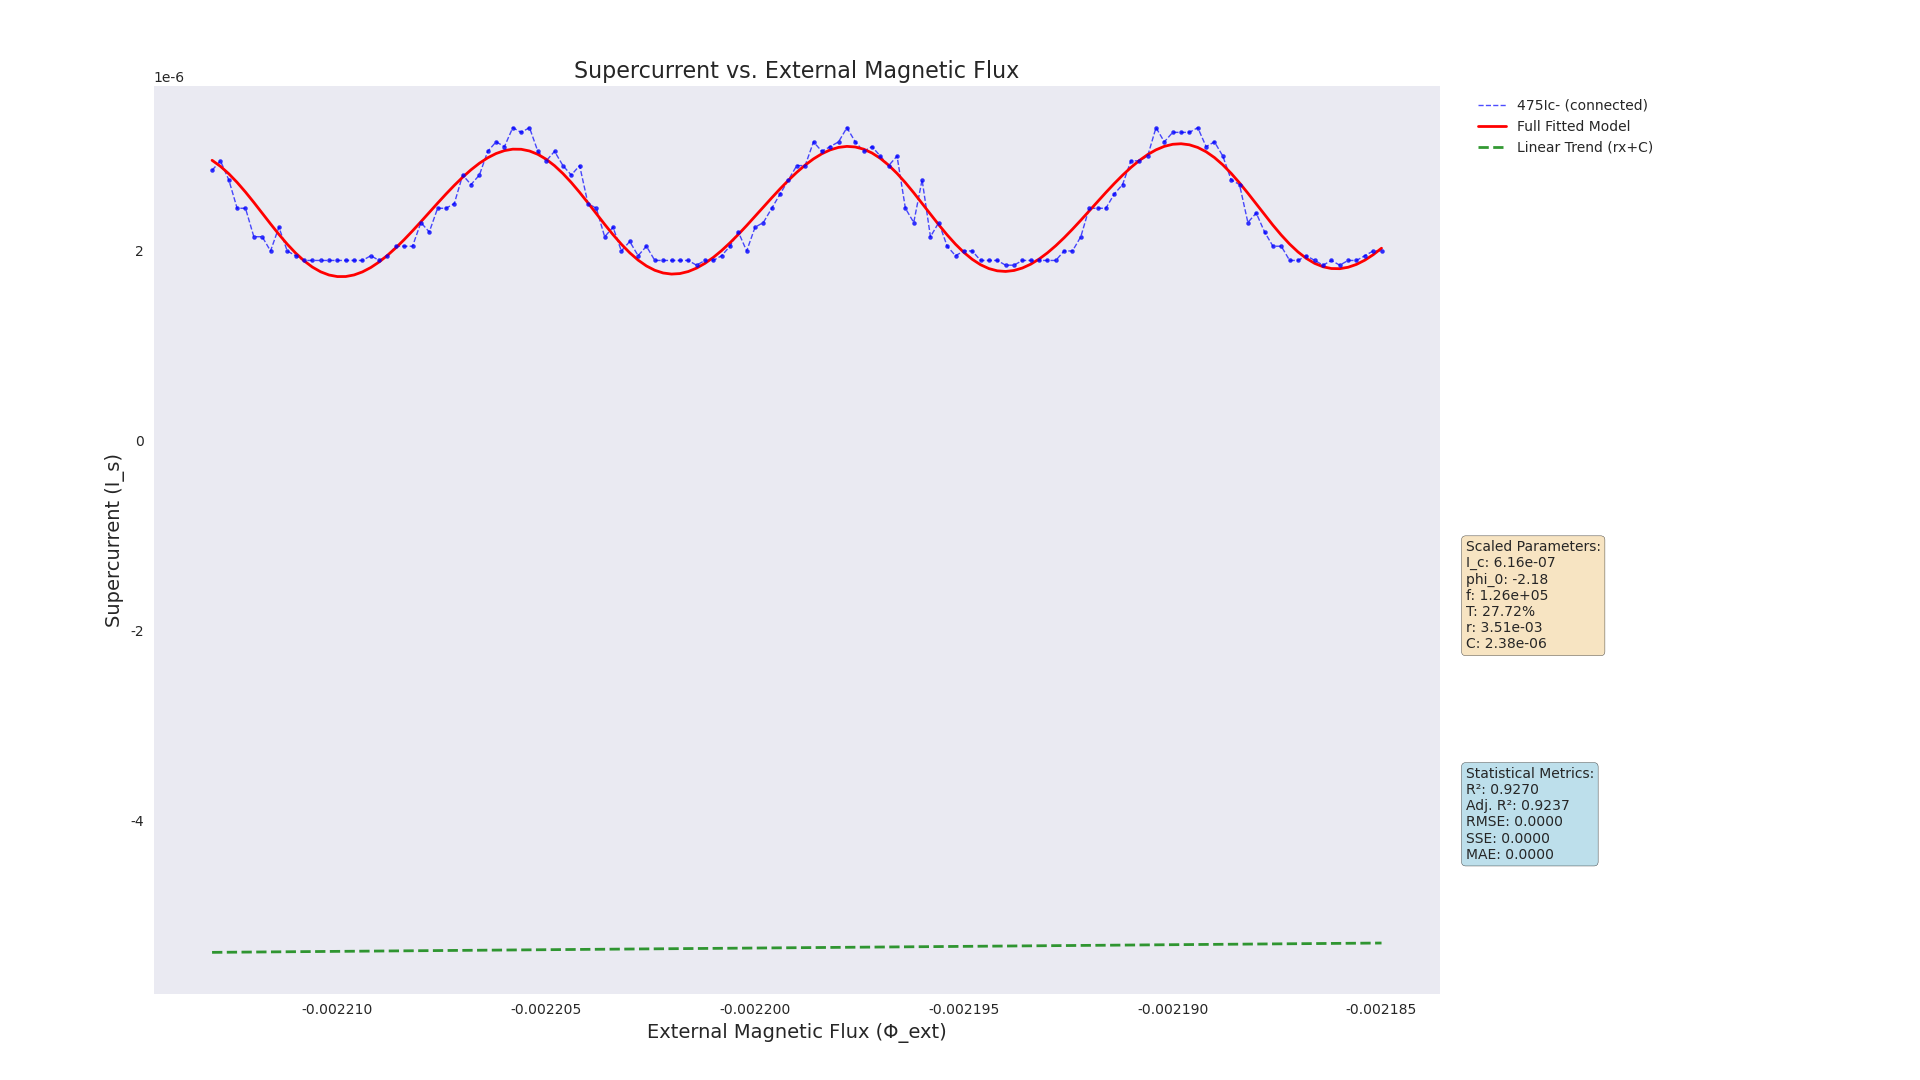 Supercurrent vs. External Magnetic Flux
1e-6
2
0
-2
-4
Supercurrent (I_s)
-0.002210
-0.002205
-0.002200
-0.002195
-0.002190
-0.002185
External Magnetic Flux (Φ_ext)
475Ic- (connected)
Full Fitted Model
Linear Trend (rx+C)
Scaled Parameters:
I_c: 6.16e-07
phi_0: -2.18
f: 1.26e+05
T: 27.72%
r: 3.51e-03
C: 2.38e-06
Statistical Metrics:
R²: 0.9270
Adj. R²: 0.9237
RMSE: 0.0000
SSE: 0.0000
MAE: 0.0000